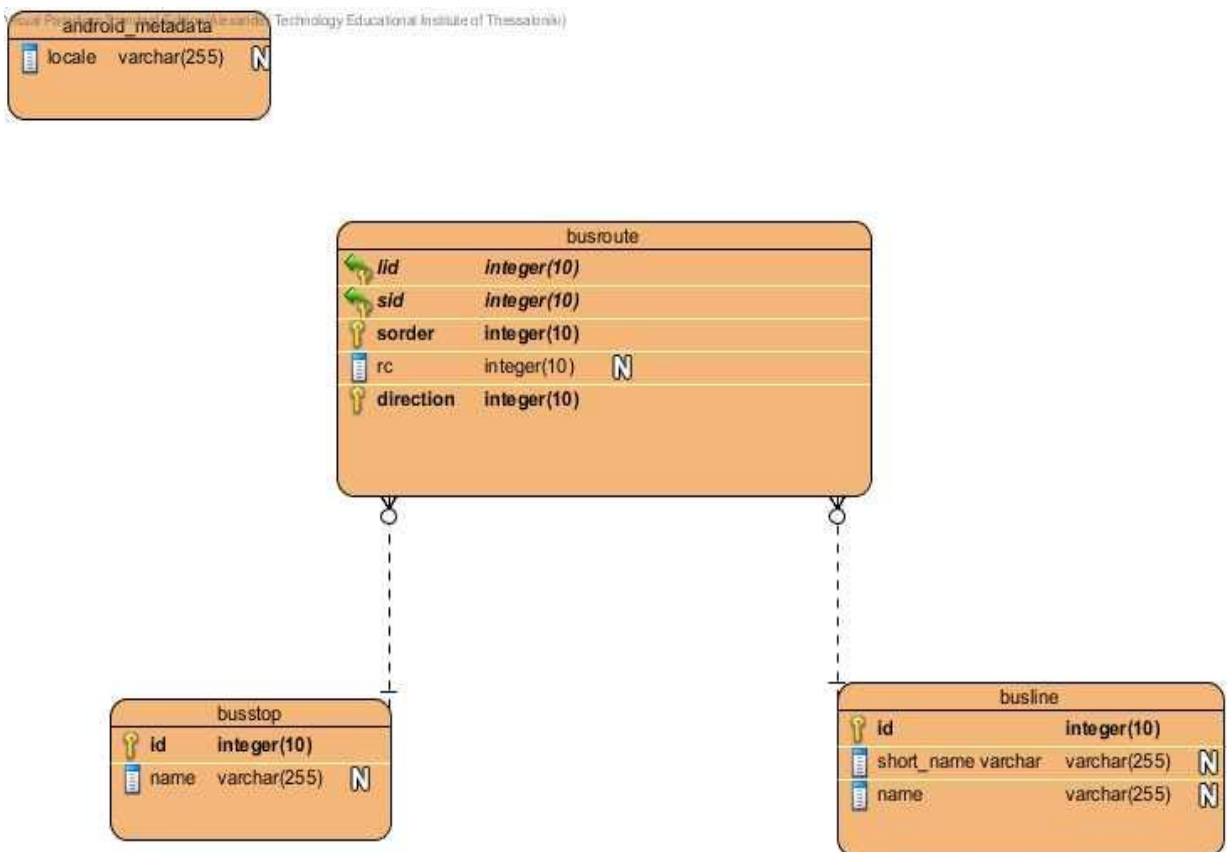 Technology Educational Institute of Thessaloniki)
android_metadata
locale varchar(255) N
busroute
lid integer(10)
sid integer(10)
sorder integer(10)
rc integer(10) N
direction integer(10)
busstop
id integer(10)
name varchar(255) N
busline
id integer(10)
short_name varchar varchar(255) N
name varchar(255) N